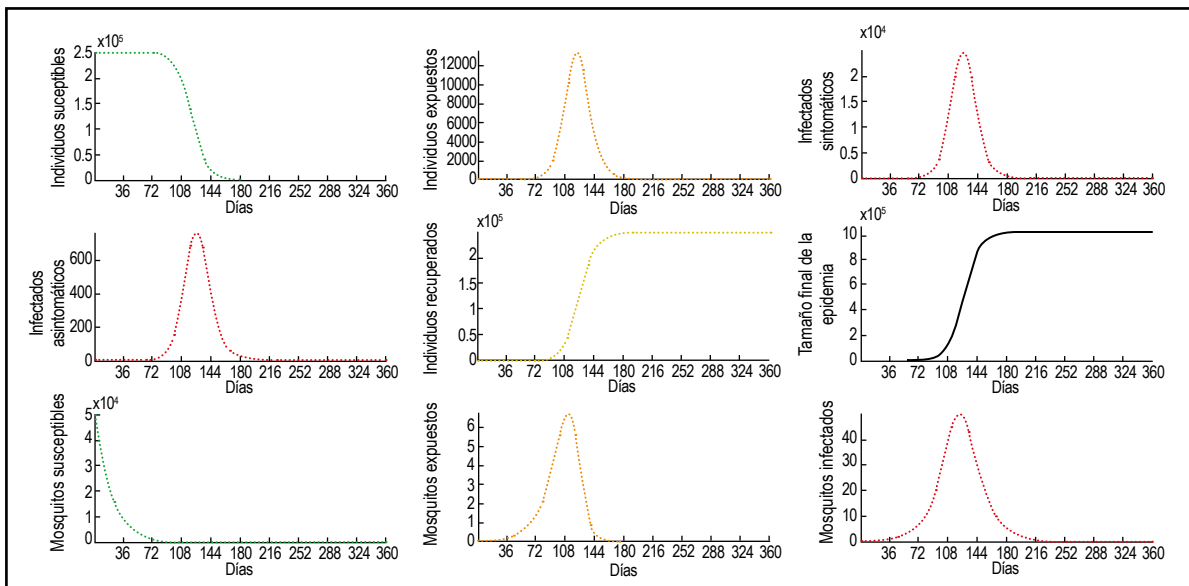 x10⁵
2.5
2
1.5
1
0.5
0
Individuos suceptibles
36 72 108 144 180 216 252 288 324 360
Días
12000
10000
8000
6000
4000
2000
0
Individuos expuestos
36 72 108 144 180 216 252 288 324 360
Días
x10⁴
2
1.5
1
0.5
0
Infectados
sintomáticos
36 72 108 144 180 216 252 288 324 360
Días
600
400
200
0
Infectados
asintomáticos
36 72 108 144 180 216 252 288 324 360
Días
x10⁵
2
1.5
1
0.5
0
Individuos recuperados
36 72 108 144 180 216 252 288 324 360
Días
x10⁵
10
8
6
4
2
0
Tamaño final de la
epidemia
36 72 108 144 180 216 252 288 324 360
Días
x10⁴
5
4
3
2
1
0
Mosquitos susceptibles
36 72 108 144 180 216 252 288 324 360
Días
6
5
4
3
2
1
0
Mosquitos expuestos
36 72 108 144 180 216 252 288 324 360
Días
40
30
20
10
0
Mosquitos infectados
36 72 108 144 180 216 252 288 324 360
Días